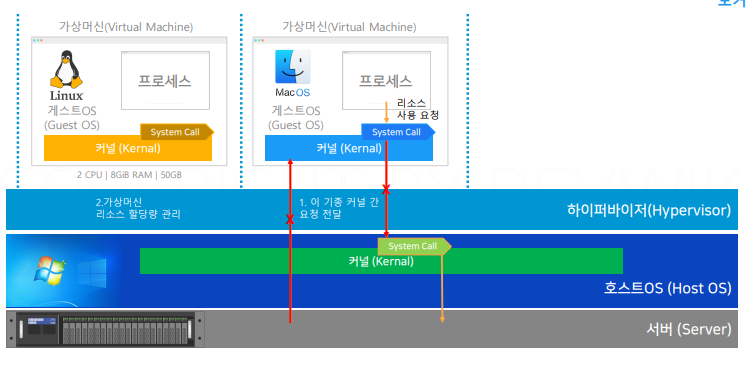 가상머신(Virtual Machine)
가상머신(Virtual Machine)
Linux
프로세스
게스트OS
(Guest OS)
System Call
커널 (Kernal)
2 CPU | 8GiB RAM | 50GB
MacOS
프로세스
리소스
사용 요청
게스트OS
(Guest OS)
System Call
커널 (Kernal)
2.가상머신
리소스 할당량 관리
1. 이 기종 커널 간
요청 전달
하이퍼바이저(Hypervisor)
System Call
커널 (Kernal)
호스트OS (Host OS)
서버 (Server)